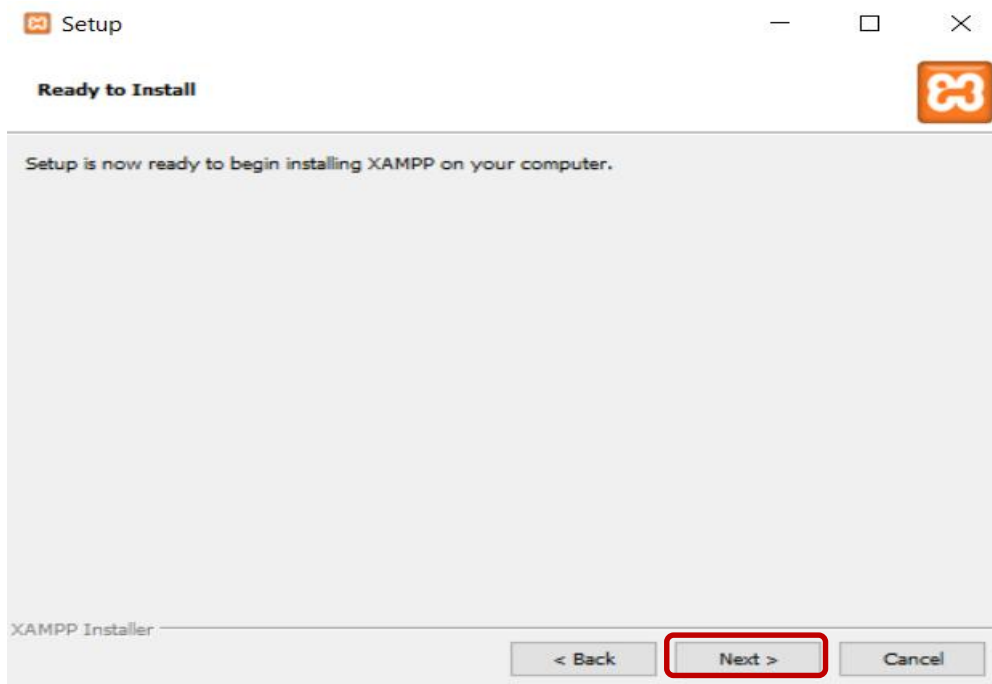 Setup
Ready to Install
Setup is now ready to begin installing XAMPP on your computer.
XAMPP Installer
< Back Next > Cancel